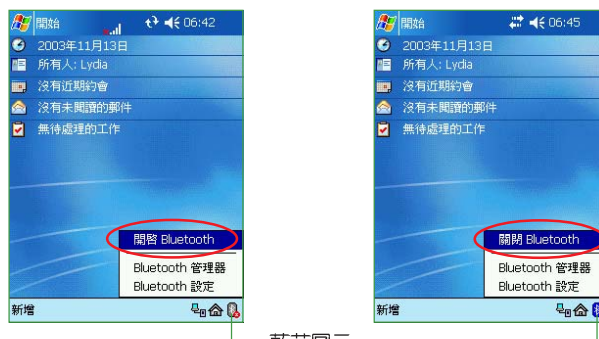 開始 06:42
2003年11月13日
所有人: Lydia
沒有近期約會
沒有未閱讀的郵件
無待處理的工作
開啓 Bluetooth
Bluetooth 管理器
Bluetooth 設定
新增
開始 06:45
2003年11月13日
所有人: Lydia
沒有近期約會
沒有未閱讀的郵件
無待處理的工作
關閉 Bluetooth
Bluetooth 管理器
Bluetooth 設定
新增